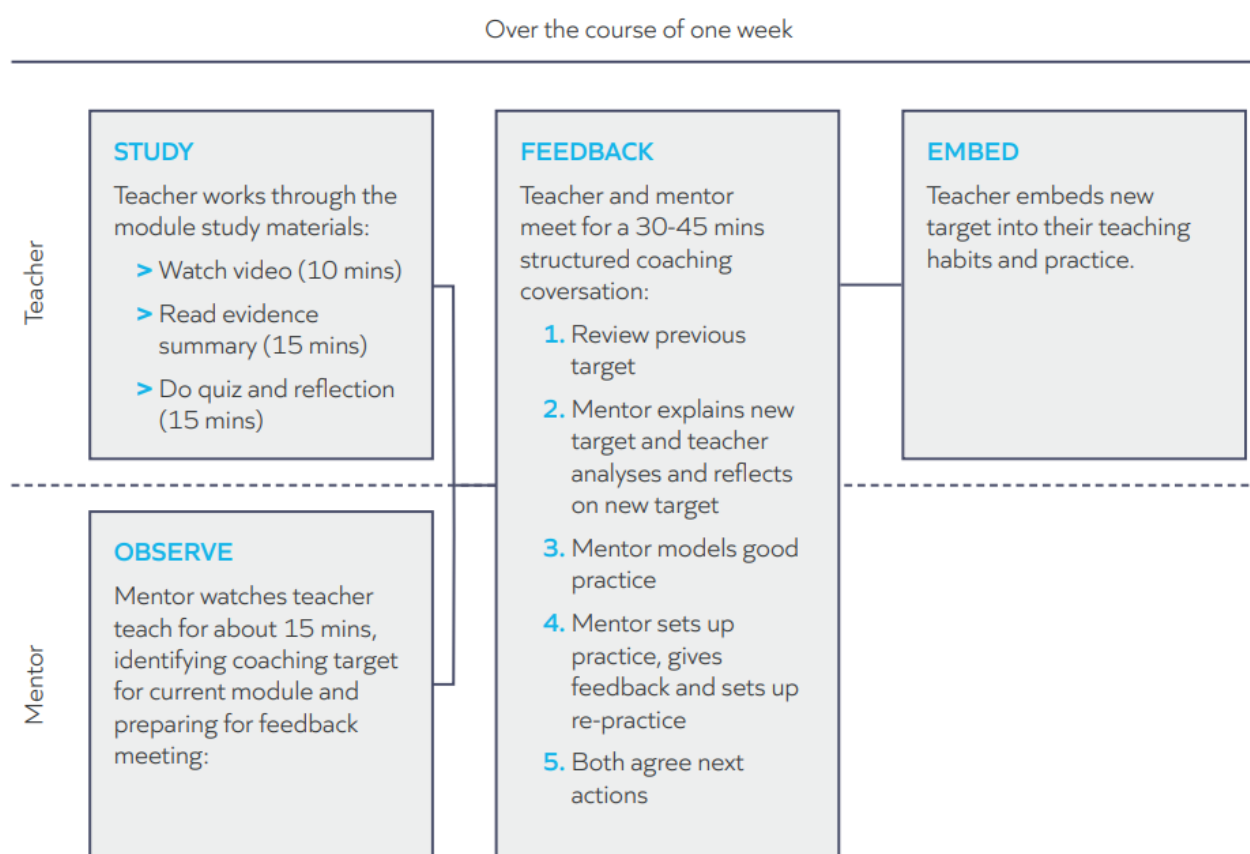 Over the course of one week
Teacher
STUDY
Teacher works through the
module study materials:
> Watch video (10 mins)
> Read evidence
summary (15 mins)
> Do quiz and reflection
(15 mins)
Mentor
OBSERVE
Mentor watches teacher
teach for about 15 mins,
identifying coaching target
for current module and
preparing for feedback
meeting:
FEEDBACK
Teacher and mentor
meet for a 30-45 mins
structured coaching
coversation:
1. Review previous
target
2. Mentor explains new
target and teacher
analyses and reflects
on new target
3. Mentor models good
practice
4. Mentor sets up
practice, gives
feedback and sets up
re-practice
5. Both agree next
actions
EMBED
Teacher embeds new
target into their teaching
habits and practice.